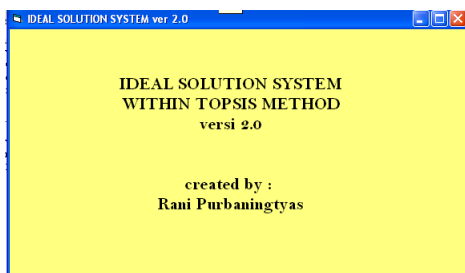 IDEAL SOLUTION SYSTEM ver 2.0
IDEAL SOLUTION SYSTEM
WITHIN TOPSIS METHOD
versi 2.0
created by :
Rani Purbaningtyas